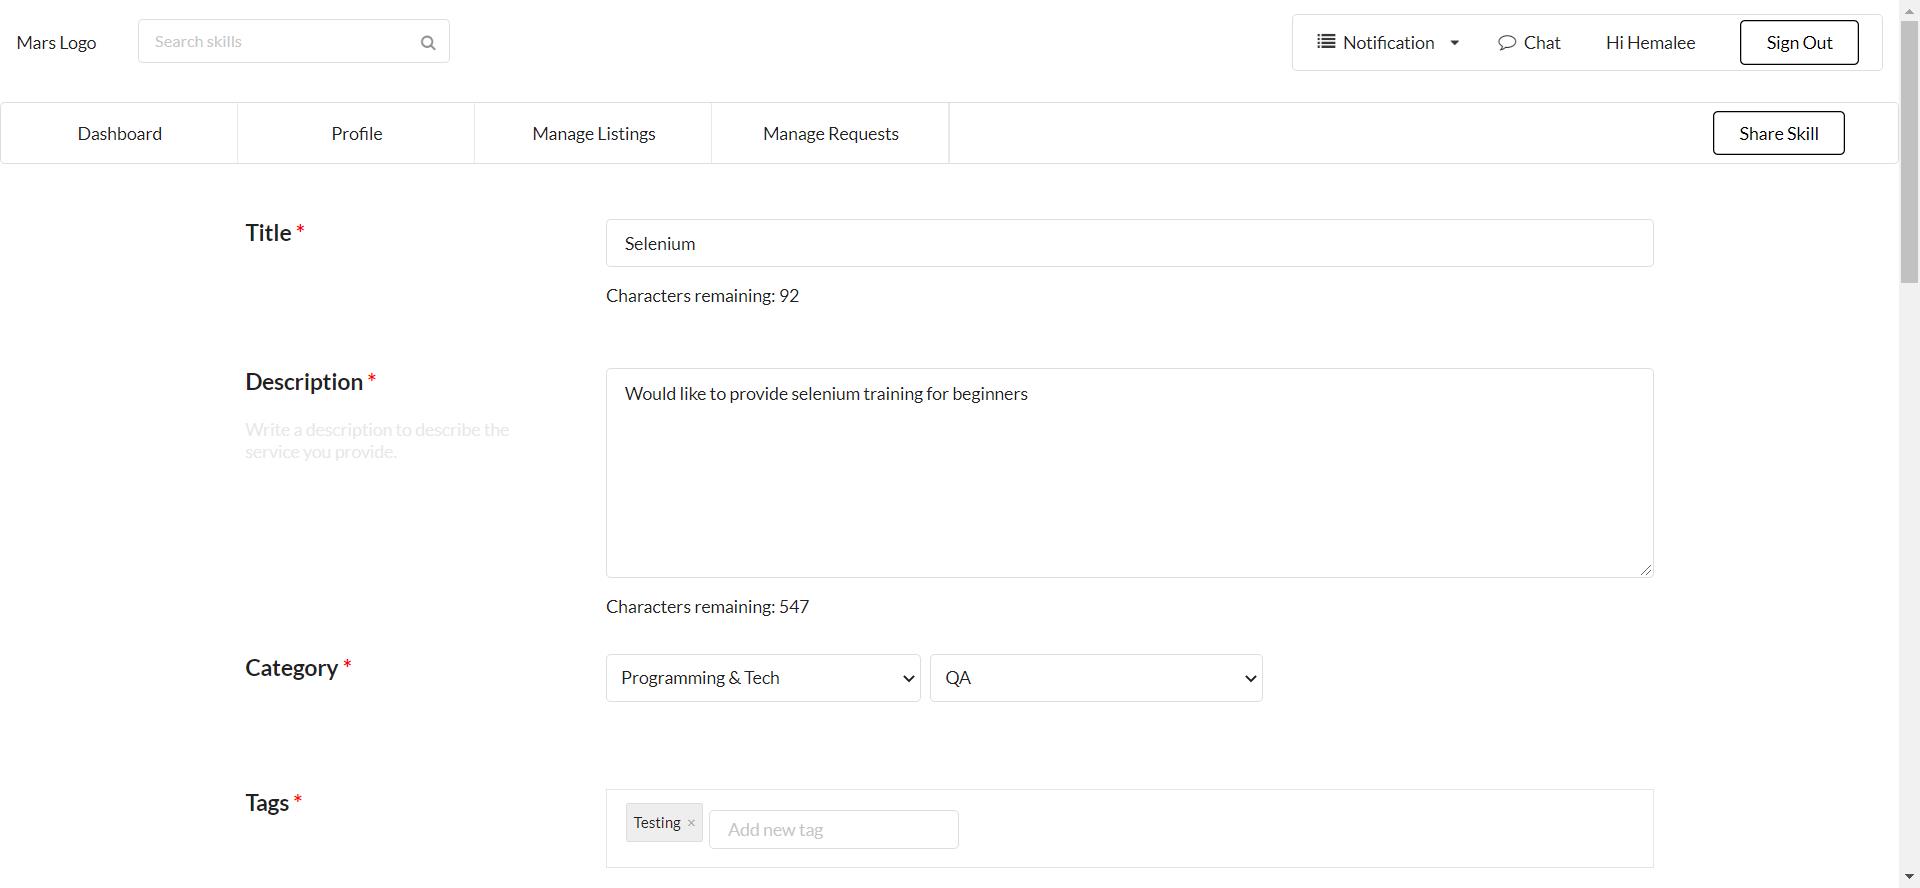 Mars Logo
Search skills
Notification
Chat
Hi Hemalee
Sign Out
Dashboard
Profile
Manage Listings
Manage Requests
Share Skill
Title *
Selenium
Characters remaining: 92
Description *
Write a description to describe the
service you provide.
Would like to provide selenium training for beginners
Characters remaining: 547
Category *
Programming & Tech
QA
Tags *
Testing ×
Add new tag